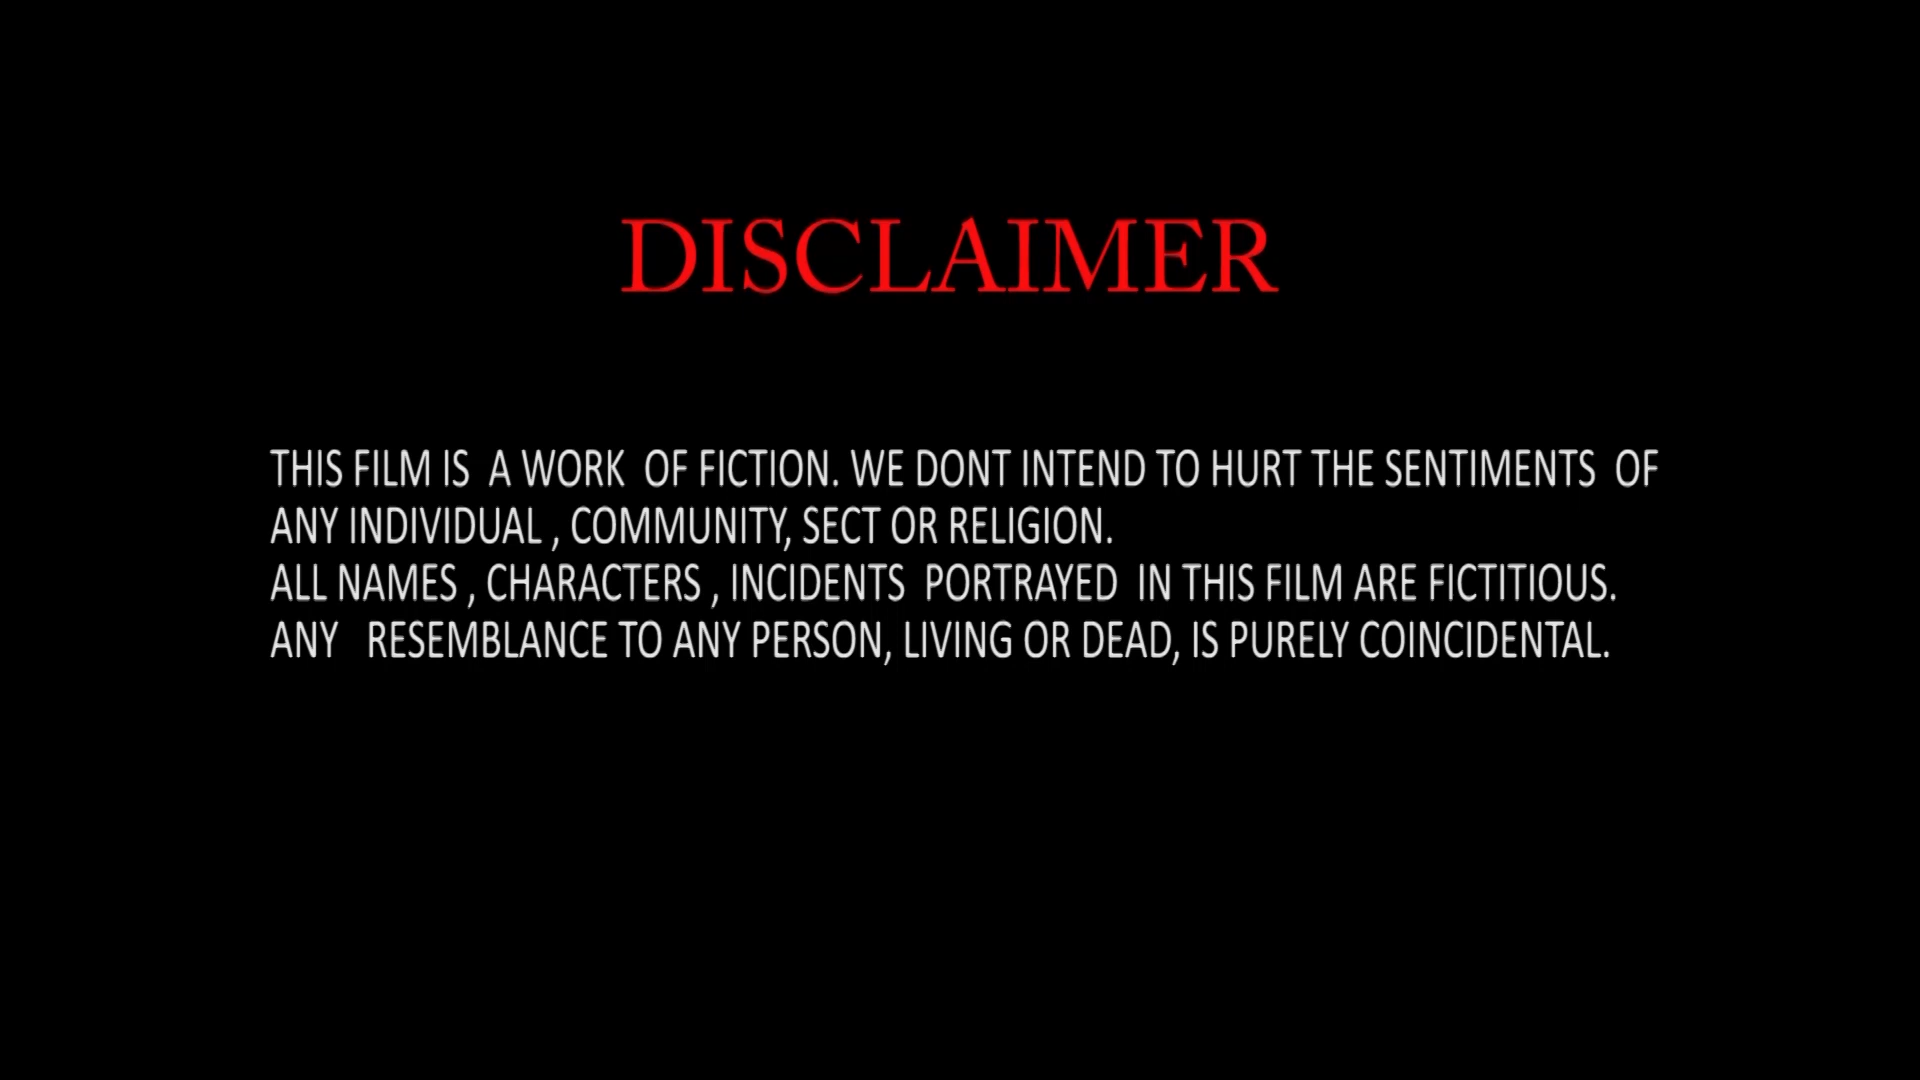 DISCLAIMER
THIS FILM IS  A WORK  OF FICTION. WE DONT INTEND TO HURT THE SENTIMENTS  OF
ANY INDIVIDUAL , COMMUNITY, SECT OR RELIGION.
ALL NAMES , CHARACTERS , INCIDENTS  PORTRAYED  IN THIS FILM ARE FICTITIOUS.
ANY   RESEMBLANCE TO ANY PERSON, LIVING OR DEAD, IS PURELY COINCIDENTAL.